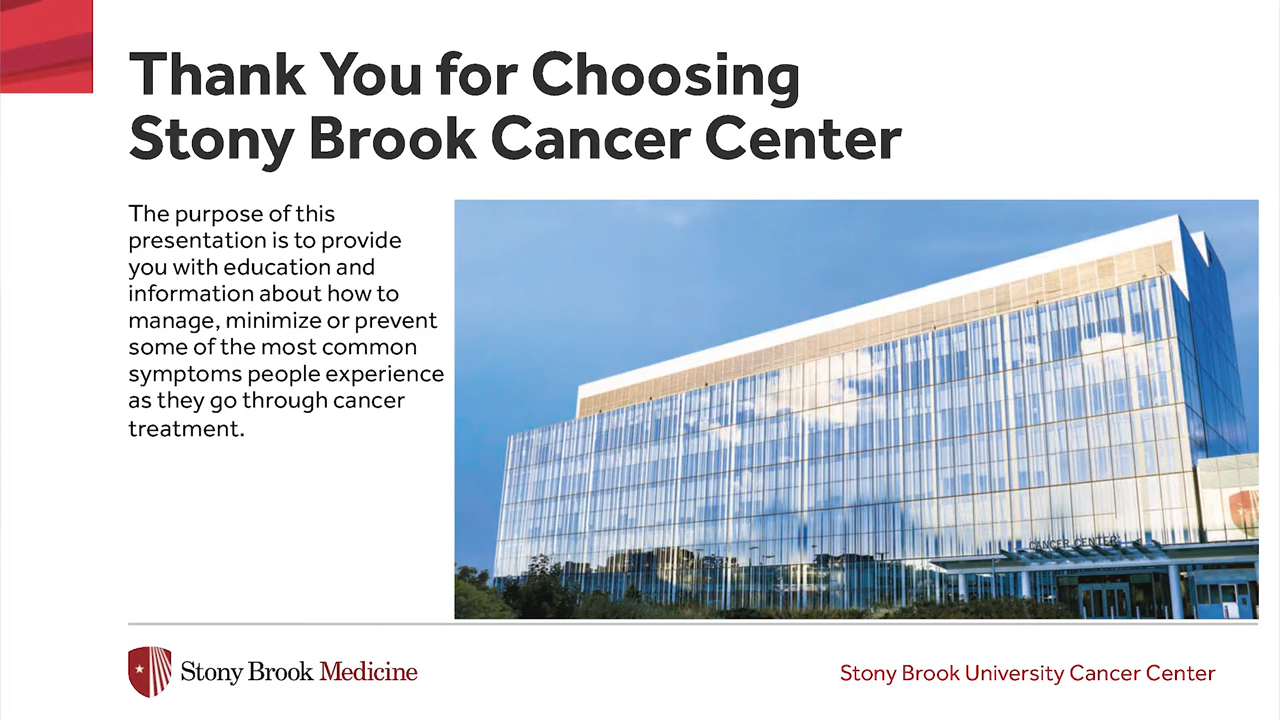 Thank You for Choosing
Stony Brook Cancer Center
The purpose of this
presentation is to provide
you with education and
information about how to
manage, minimize or prevent
some of the most common
symptoms people experience
as they go through cancer
treatment.
CANCER CENTER
Stony Brook Medicine
Stony Brook University Cancer Center